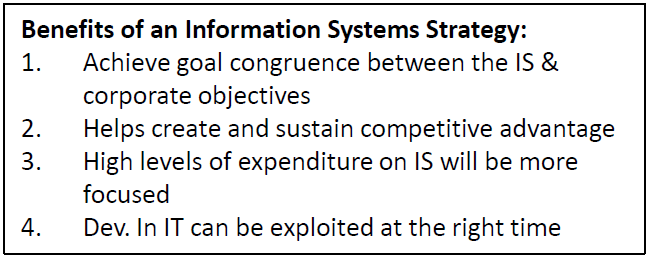 Benefits of an Information Systems Strategy:
1. Achieve goal congruence between the IS &
corporate objectives
2. Helps create and sustain competitive advantage
3. High levels of expenditure on IS will be more
focused
4. Dev. In IT can be exploited at the right time